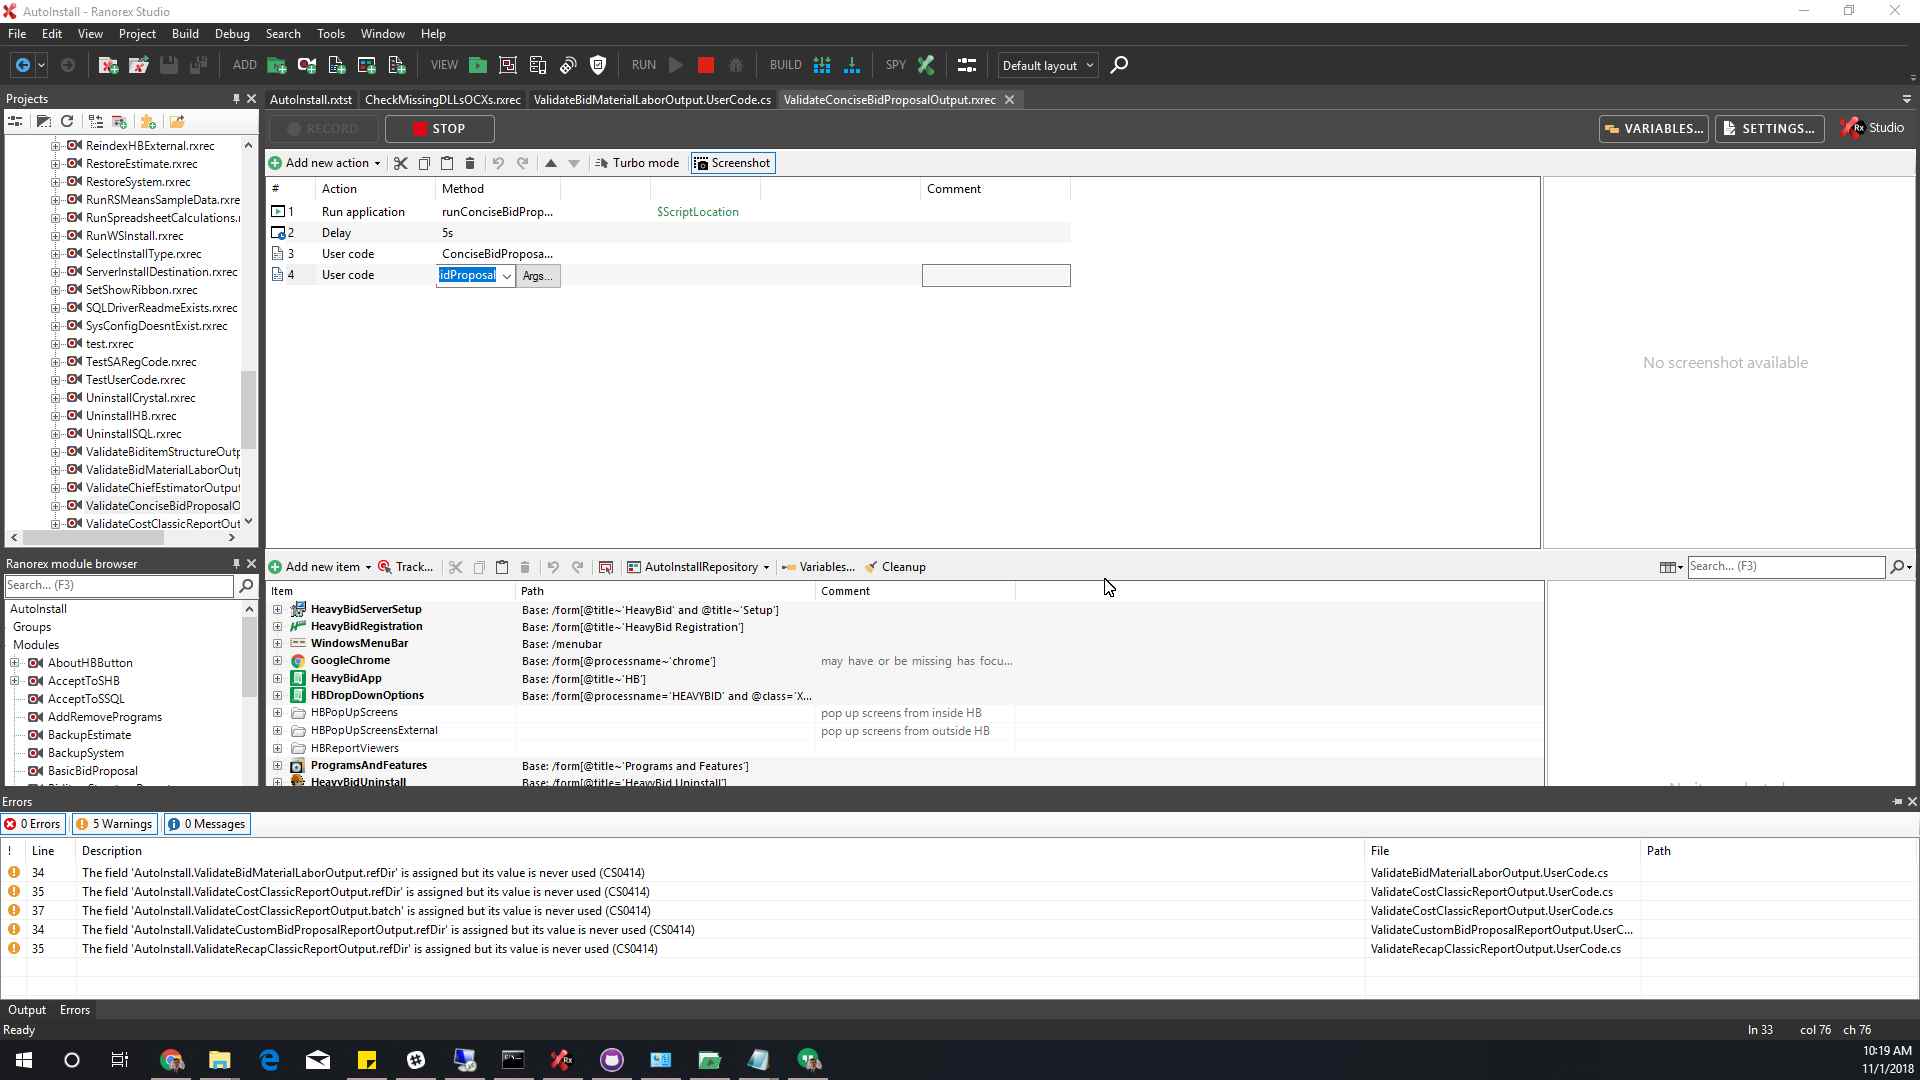 AutoInstall - Ranorex Studio
File Edit View Project Build Debug Search Tools Window Help
ADD VIEW RUN BUILD SPY Default layout
Projects
AutoInstall.rxtst CheckMissingDLLsOCXs.rxrec ValidateBidMaterialLaborOutput.UserCode.cs ValidateConciseBidProposalOutput.rxrec
RECORD STOP VARIABLES... SETTINGS... Rx Studio
Add new action Turbo mode Screenshot
# Action Method Comment
1 Run application runConciseBidProp... $ScriptLocation
2 Delay 5s
3 User code ConciseBidProposa...
4 User code idProposal Args...
No screenshot available
ReindexHBExternal.rxrec
RestoreEstimate.rxrec
RestoreSystem.rxrec
RunRSMeansSampleData.rxre
RunSpreadsheetCalculations.r
RunWSInstall.rxrec
SelectInstallType.rxrec
ServerInstallDestination.rxrec
SetShowRibbon.rxrec
SQLDriverReadmeExists.rxrec
SysConfigDoesntExist.rxrec
test.rxrec
TestSARegCode.rxrec
TestUserCode.rxrec
UninstallCrystal.rxrec
UninstallHB.rxrec
UninstallSQL.rxrec
ValidateBiditemStructureOutp
ValidateBidMaterialLaborOutp
ValidateChiefEstimatorOutput
ValidateConciseBidProposalO
ValidateCostClassicReportOut
Ranorex module browser
Search... (F3)
AutoInstall
Groups
Modules
AboutHBButton
AcceptToSHB
AcceptToSSQL
AddRemovePrograms
BackupEstimate
BackupSystem
BasicBidProposal
Add new item Track... AutoInstallRepository Variables... Cleanup Search... (F3)
Item Path Comment
HeavyBidServerSetup Base: /form[@title~'HeavyBid' and @title~'Setup']
HeavyBidRegistration Base: /form[@title~'HeavyBid Registration']
WindowsMenuBar Base: /menubar
GoogleChrome Base: /form[@processname~'chrome'] may have or be missing has focu...
HeavyBidApp Base: /form[@title~'HB']
HBDropDownOptions Base: /form[@processname='HEAVYBID' and @class='X...
HBPopUpScreens pop up screens from inside HB
HBPopUpScreensExternal pop up screens from outside HB
HBReportViewers
ProgramsAndFeatures Base: /form[@title~'Programs and Features']
HeavyBidUninstall Base: /form[@title='HeavyBid Uninstall']
Errors
0 Errors 5 Warnings 0 Messages
! Line Description File Path
34 The field 'AutoInstall.ValidateBidMaterialLaborOutput.refDir' is assigned but its value is never used (CS0414) ValidateBidMaterialLaborOutput.UserCode.cs
35 The field 'AutoInstall.ValidateCostClassicReportOutput.refDir' is assigned but its value is never used (CS0414) ValidateCostClassicReportOutput.UserCode.cs
37 The field 'AutoInstall.ValidateCostClassicReportOutput.batch' is assigned but its value is never used (CS0414) ValidateCostClassicReportOutput.UserCode.cs
34 The field 'AutoInstall.ValidateCustomBidProposalReportOutput.refDir' is assigned but its value is never used (CS0414) ValidateCustomBidProposalReportOutput.UserC...
35 The field 'AutoInstall.ValidateRecapClassicReportOutput.refDir' is assigned but its value is never used (CS0414) ValidateRecapClassicReportOutput.UserCode.cs
Output Errors
Ready ln 33 col 76 ch 76
10:19 AM
11/1/2018